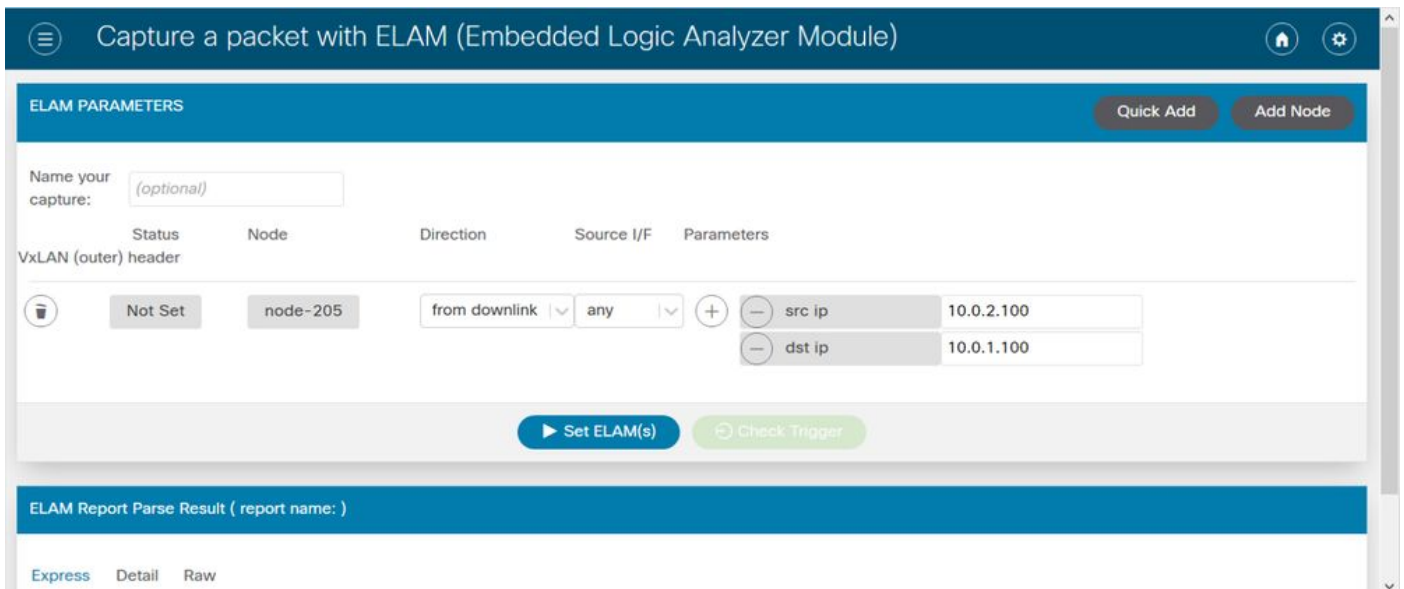 Capture a packet with ELAM (Embedded Logic Analyzer Module)
ELAM PARAMETERS
Quick Add Add Node
Name your
capture:
(optional)
Status Node Direction Source I/F Parameters
VxLAN (outer) header
Not Set node-205 from downlink any src ip 10.0.2.100
dst ip 10.0.1.100
Set ELAM(s) Check Trigger
ELAM Report Parse Result ( report name: )
Express Detail Raw